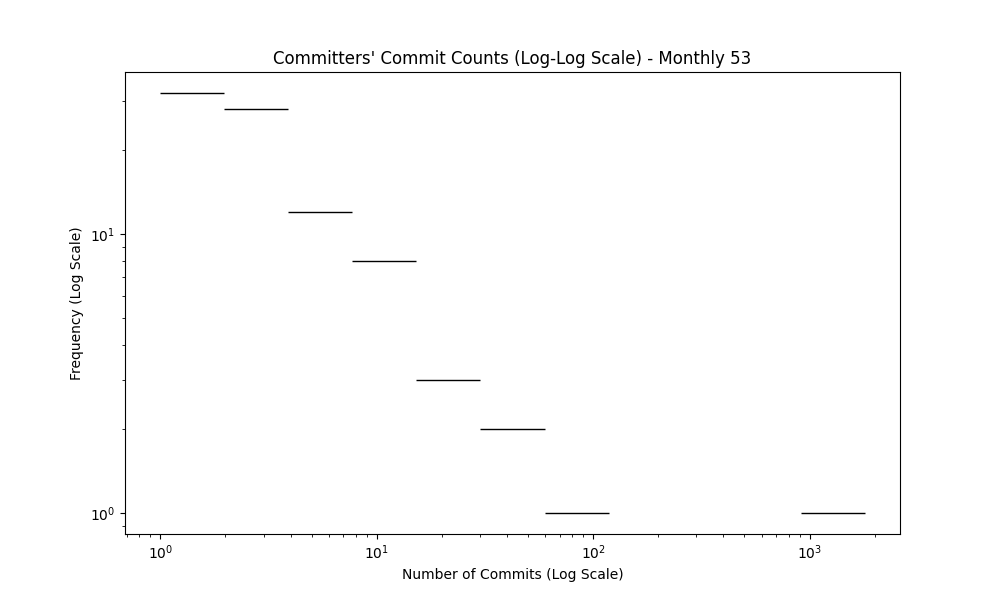 Committers' Commit Counts (Log-Log Scale) - Monthly 53
Frequency (Log Scale)
10¹
10⁰
10⁰ 10¹ 10² 10³
Number of Commits (Log Scale)